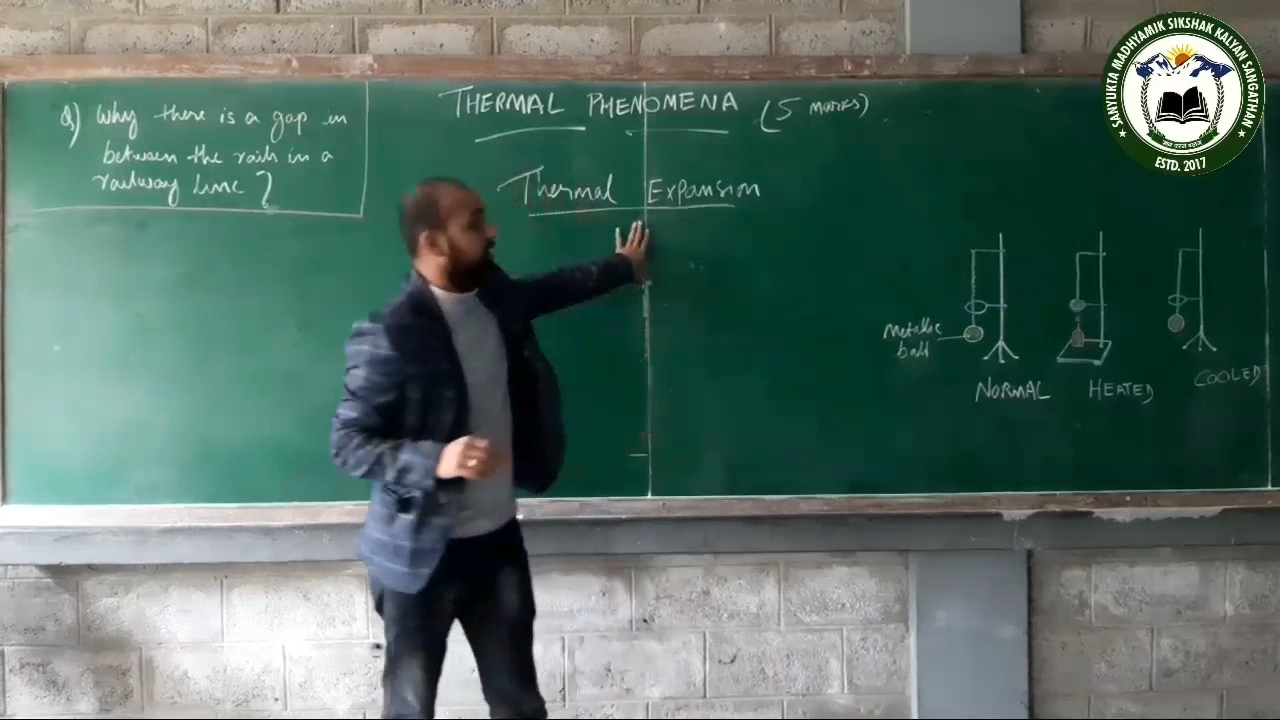 Q) Why there is a gap in
between the rails in a
railway line?
THERMAL PHENOMENA (5 marks)
Thermal Expansion
Metallic
ball
NORMAL
HEATED
COOLED
SANYUKTA MADHYAMIK SIKSHAK KALYAN SANGATHAN
ESTD. 2017